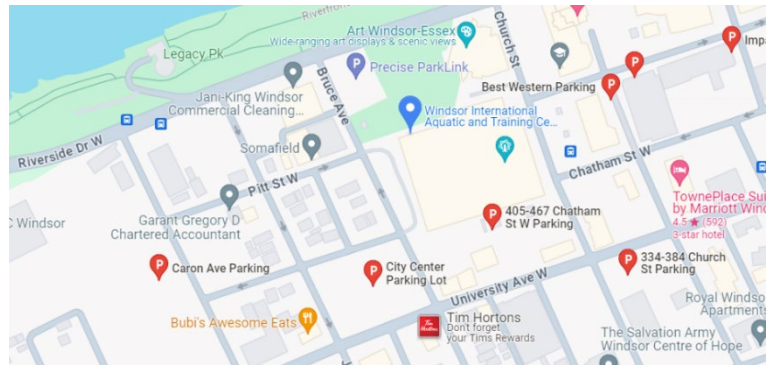 Riverfro
Art Windsor-Essex
Wide-ranging art displays & scenic views
Church St
Legacy Pk
Precise ParkLink
Impa
Best Western Parking
Jani-King Windsor
Commercial Cleaning...
Bruce Ave
Windsor International
Aquatic and Training Ce...
Riverside Dr W
Somafield
Chatham St W
Pitt St W
TownePlace Sui
by Marriott Wind
4.5 ★ (592)
3-star hotel
C Windsor
Garant Gregory D
Chartered Accountant
405-467 Chatham
St W Parking
Caron Ave Parking
City Center
Parking Lot
334-384 Church
St Parking
University Ave W
Royal Windso
Apartments
Bubi's Awesome Eats
Tim Hortons
Tim Hortons
Don't forget
your Tims Rewards
The Salvation Army
Windsor Centre of Hope